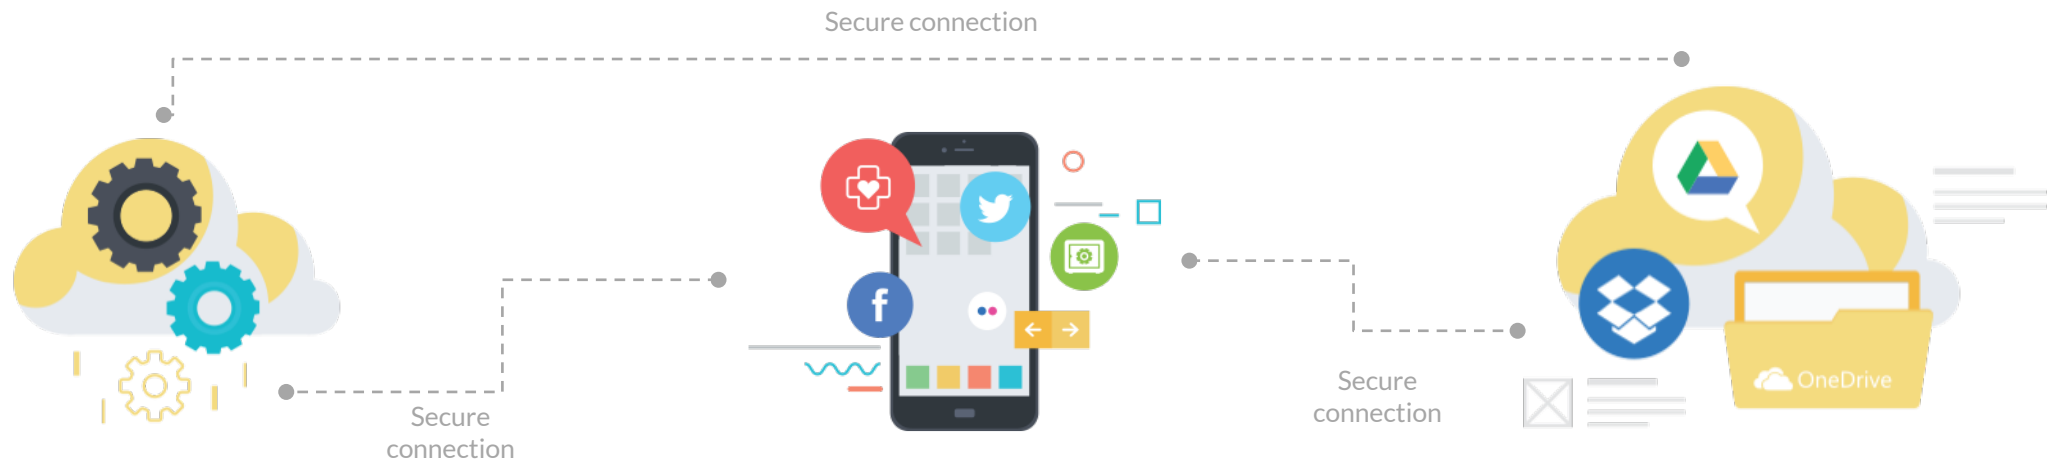 Secure connection
Secure
connection
Secure
connection
OneDrive